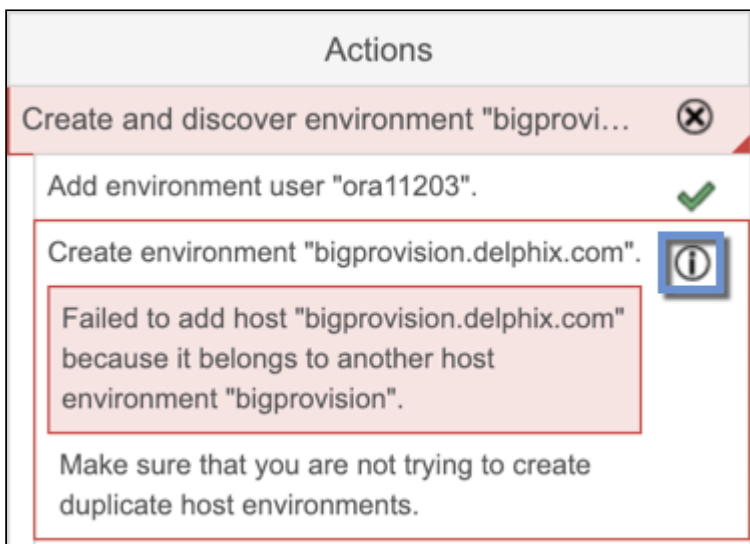 Actions
Create and discover environment "bigprovi...
Add environment user "ora11203".
Create environment "bigprovision.delphix.com".
Failed to add host "bigprovision.delphix.com"
because it belongs to another host
environment "bigprovision".
Make sure that you are not trying to create
duplicate host environments.